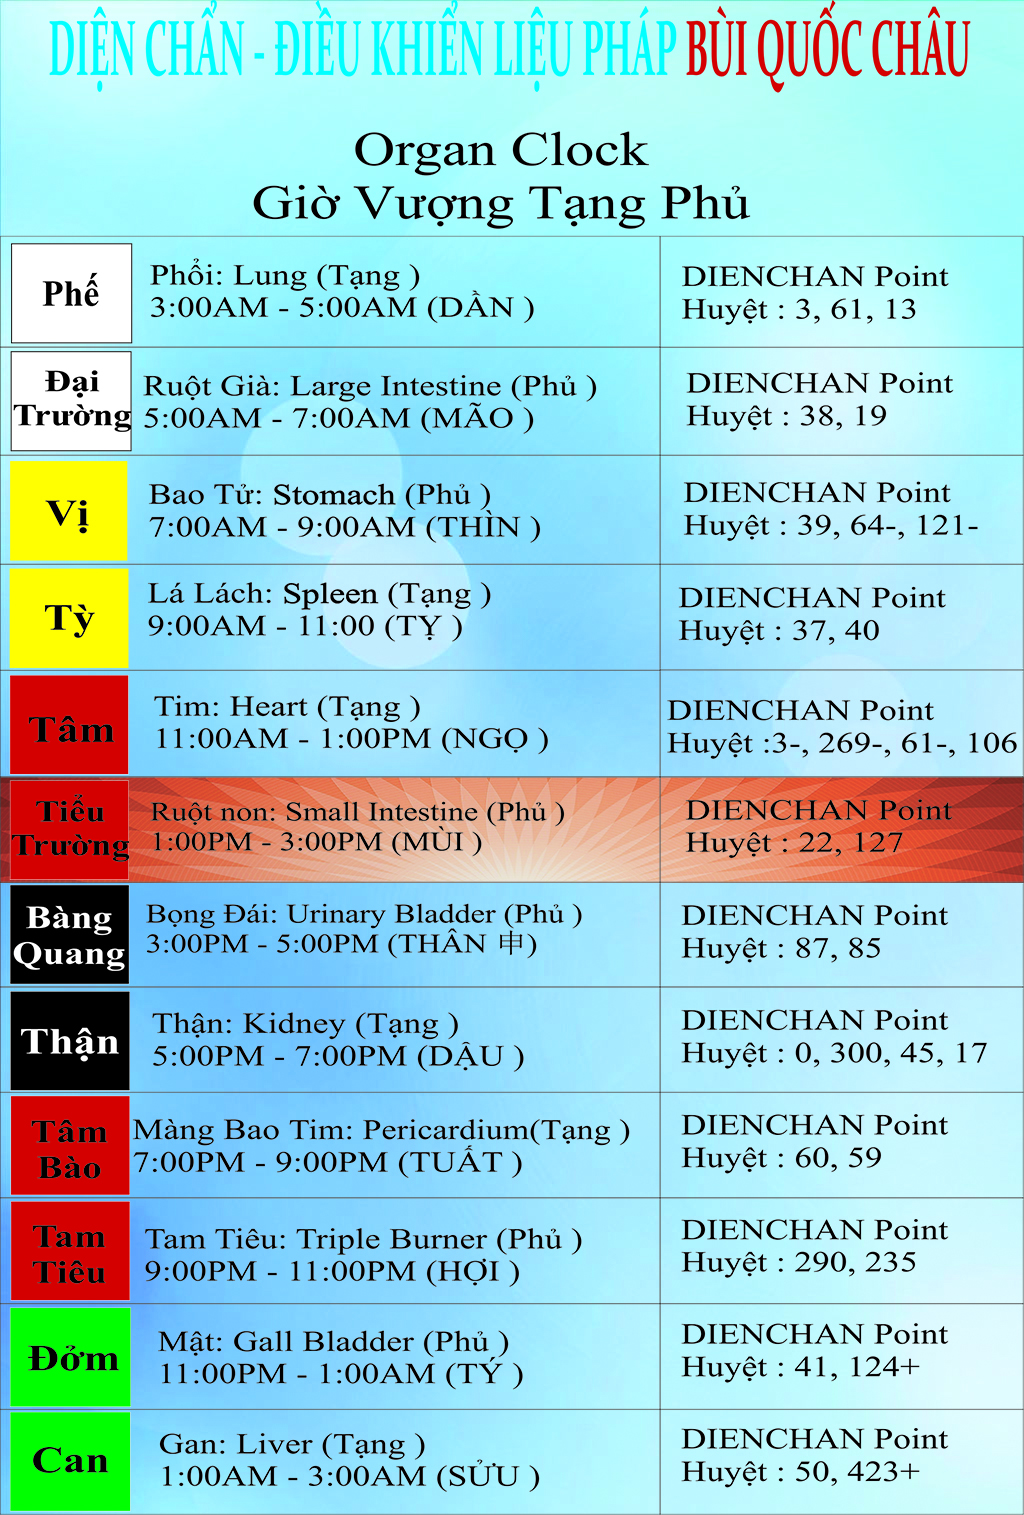 DIỆN CHẨN - ĐIỀU KHIỂN LIỆU PHÁP BÙI QUỐC CHÂU
Organ Clock
Giờ Vượng Tạng Phủ
Phế
Phổi: Lung (Tạng )
3:00AM - 5:00AM (DẦN )
DIENCHAN Point
Huyệt : 3, 61, 13
Đại
Trường
Ruột Già: Large Intestine (Phủ )
5:00AM - 7:00AM (MÃO )
DIENCHAN Point
Huyệt : 38, 19
Vị
Bao Tử: Stomach (Phủ )
7:00AM - 9:00AM (THÌN )
DIENCHAN Point
Huyệt : 39, 64-, 121-
Tỳ
Lá Lách: Spleen (Tạng )
9:00AM - 11:00 (TỴ )
DIENCHAN Point
Huyệt : 37, 40
Tâm
Tim: Heart (Tạng )
11:00AM - 1:00PM (NGỌ )
DIENCHAN Point
Huyệt :3-, 269-, 61-, 106
Tiểu
Trường
Ruột non: Small Intestine (Phủ )
1:00PM - 3:00PM (MÙI )
DIENCHAN Point
Huyệt : 22, 127
Bàng
Quang
Bọng Đái: Urinary Bladder (Phủ )
3:00PM - 5:00PM (THÂN 申)
DIENCHAN Point
Huyệt : 87, 85
Thận
Thận: Kidney (Tạng )
5:00PM - 7:00PM (DẬU )
DIENCHAN Point
Huyệt : 0, 300, 45, 17
Tâm
Bào
Màng Bao Tim: Pericardium(Tạng )
7:00PM - 9:00PM (TUẤT )
DIENCHAN Point
Huyệt : 60, 59
Tam
Tiêu
Tam Tiêu: Triple Burner (Phủ )
9:00PM - 11:00PM (HỢI )
DIENCHAN Point
Huyệt : 290, 235
Đởm
Mật: Gall Bladder (Phủ )
11:00PM - 1:00AM (TÝ )
DIENCHAN Point
Huyệt : 41, 124+
Can
Gan: Liver (Tạng )
1:00AM - 3:00AM (SỬU )
DIENCHAN Point
Huyệt : 50, 423+